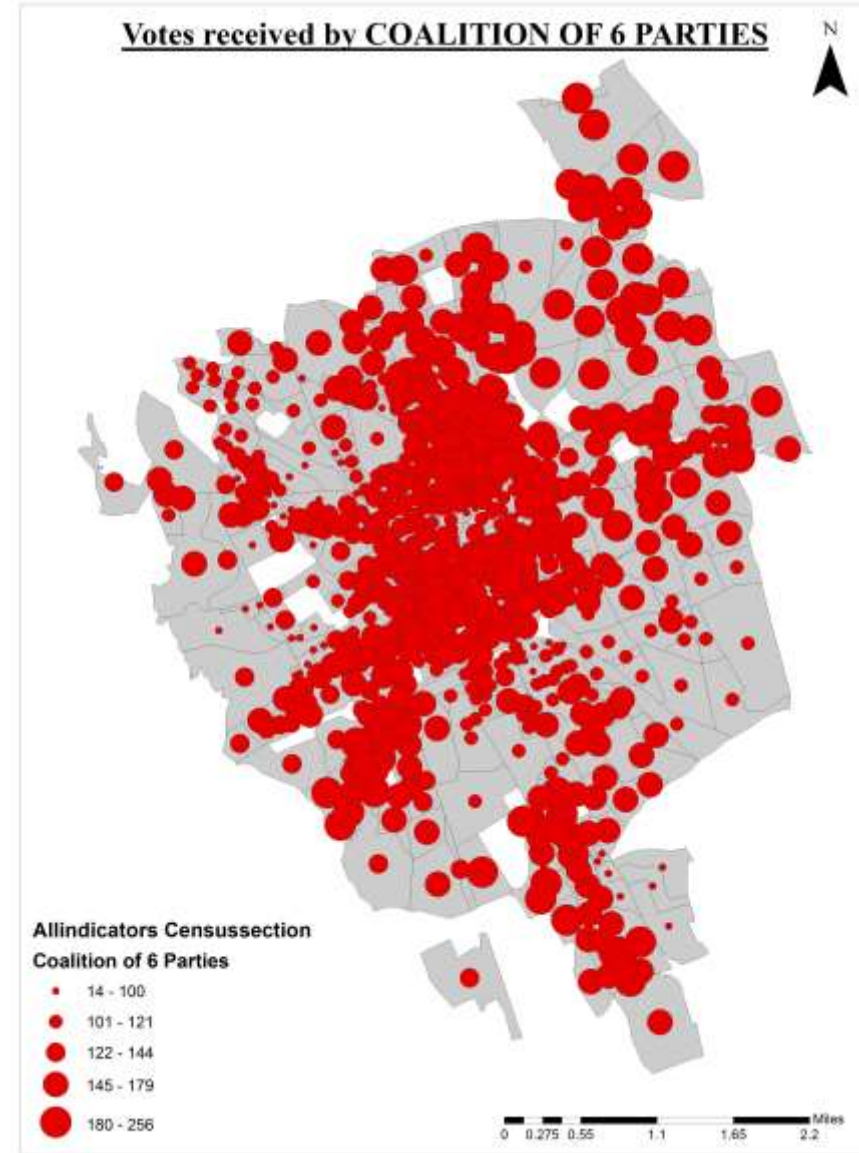 Votes received by COALITION OF 6 PARTIES
N
Allindicators Censussection
Coalition of 6 Parties
14 - 100
101 - 121
122 - 144
145 - 179
180 - 256
Miles
0 0.275 0.55 1.1 1.65 2.2